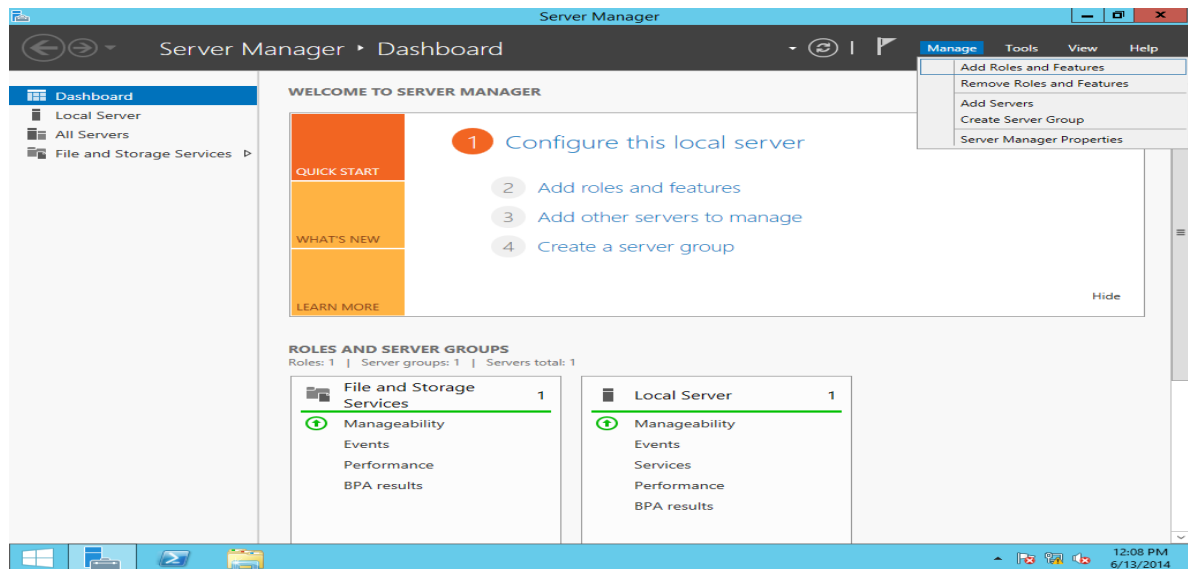 Server Manager
Server Manager ‣ Dashboard
Manage Tools View Help
Add Roles and Features
Remove Roles and Features
Add Servers
Create Server Group
Server Manager Properties
Dashboard
Local Server
All Servers
File and Storage Services
WELCOME TO SERVER MANAGER
QUICK START
WHAT'S NEW
LEARN MORE
1 Configure this local server
2 Add roles and features
3 Add other servers to manage
4 Create a server group
Hide
ROLES AND SERVER GROUPS
Roles: 1 | Server groups: 1 | Servers total: 1
File and Storage
Services
1
Manageability
Events
Performance
BPA results
Local Server 1
Manageability
Events
Services
Performance
BPA results
12:08 PM
6/13/2014